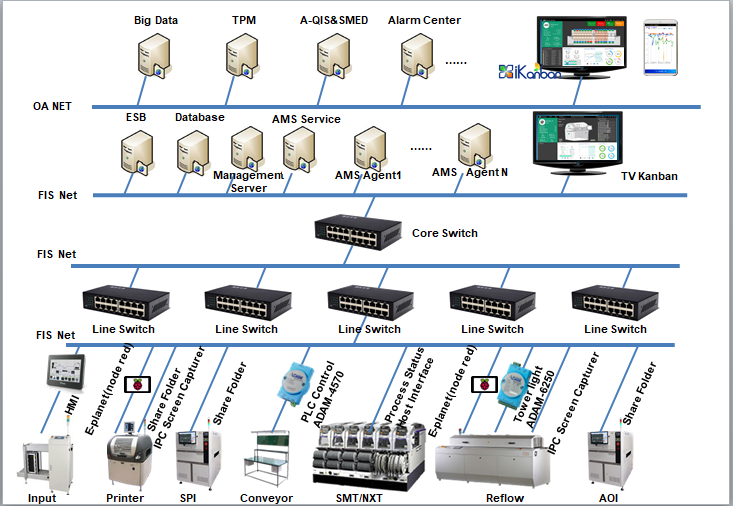 Big Data
TPM
A-QIS&SMED
Alarm Center
......
iKanban
OA NET
ESB
Database
AMS Service
......
Management
Server
AMS Agent1
AMS Agent N
TV Kanban
FIS Net
Core Switch
FIS Net
Line Switch
Line Switch
Line Switch
Line Switch
Line Switch
FIS Net
HMI
E-planet(node red)
Share Folder
IPC Screen Capturer
Share Folder
PLC Control
ADAM-4570
Process Status
Host Interface
E-planet(node red)
Tower light
ADAM-6250
IPC Screen Capturer
Share Folder
Input
Printer
SPI
Conveyor
SMT/NXT
Reflow
AOI